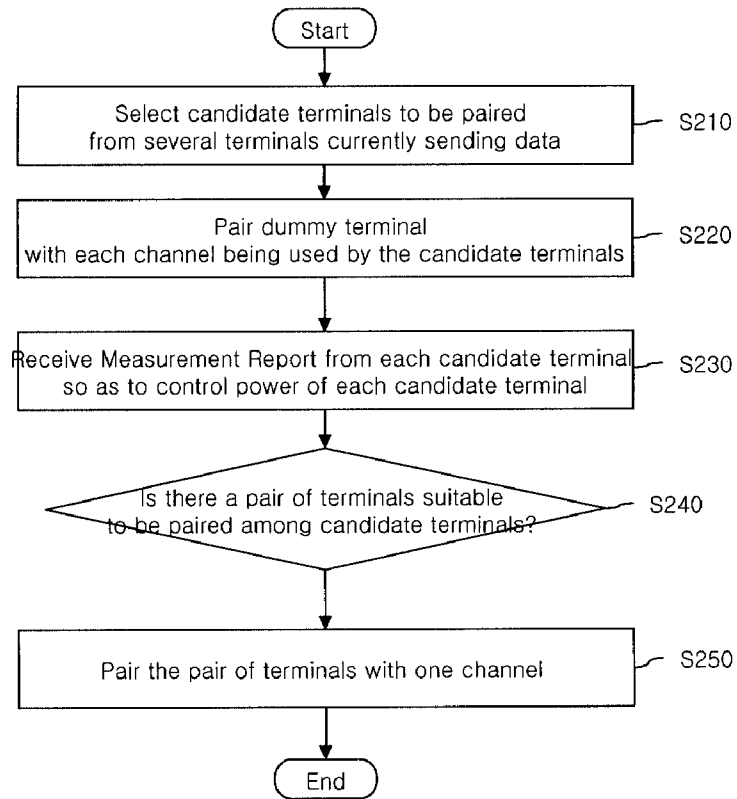 Start
Select candidate terminals to be paired
from several terminals currently sending data
S210
Pair dummy terminal
with each channel being used by the candidate terminals
S220
Receive Measurement Report from each candidate terminal
so as to control power of each candidate terminal
S230
Is there a pair of terminals suitable
to be paired among candidate terminals?
S240
Pair the pair of terminals with one channel
S250
End